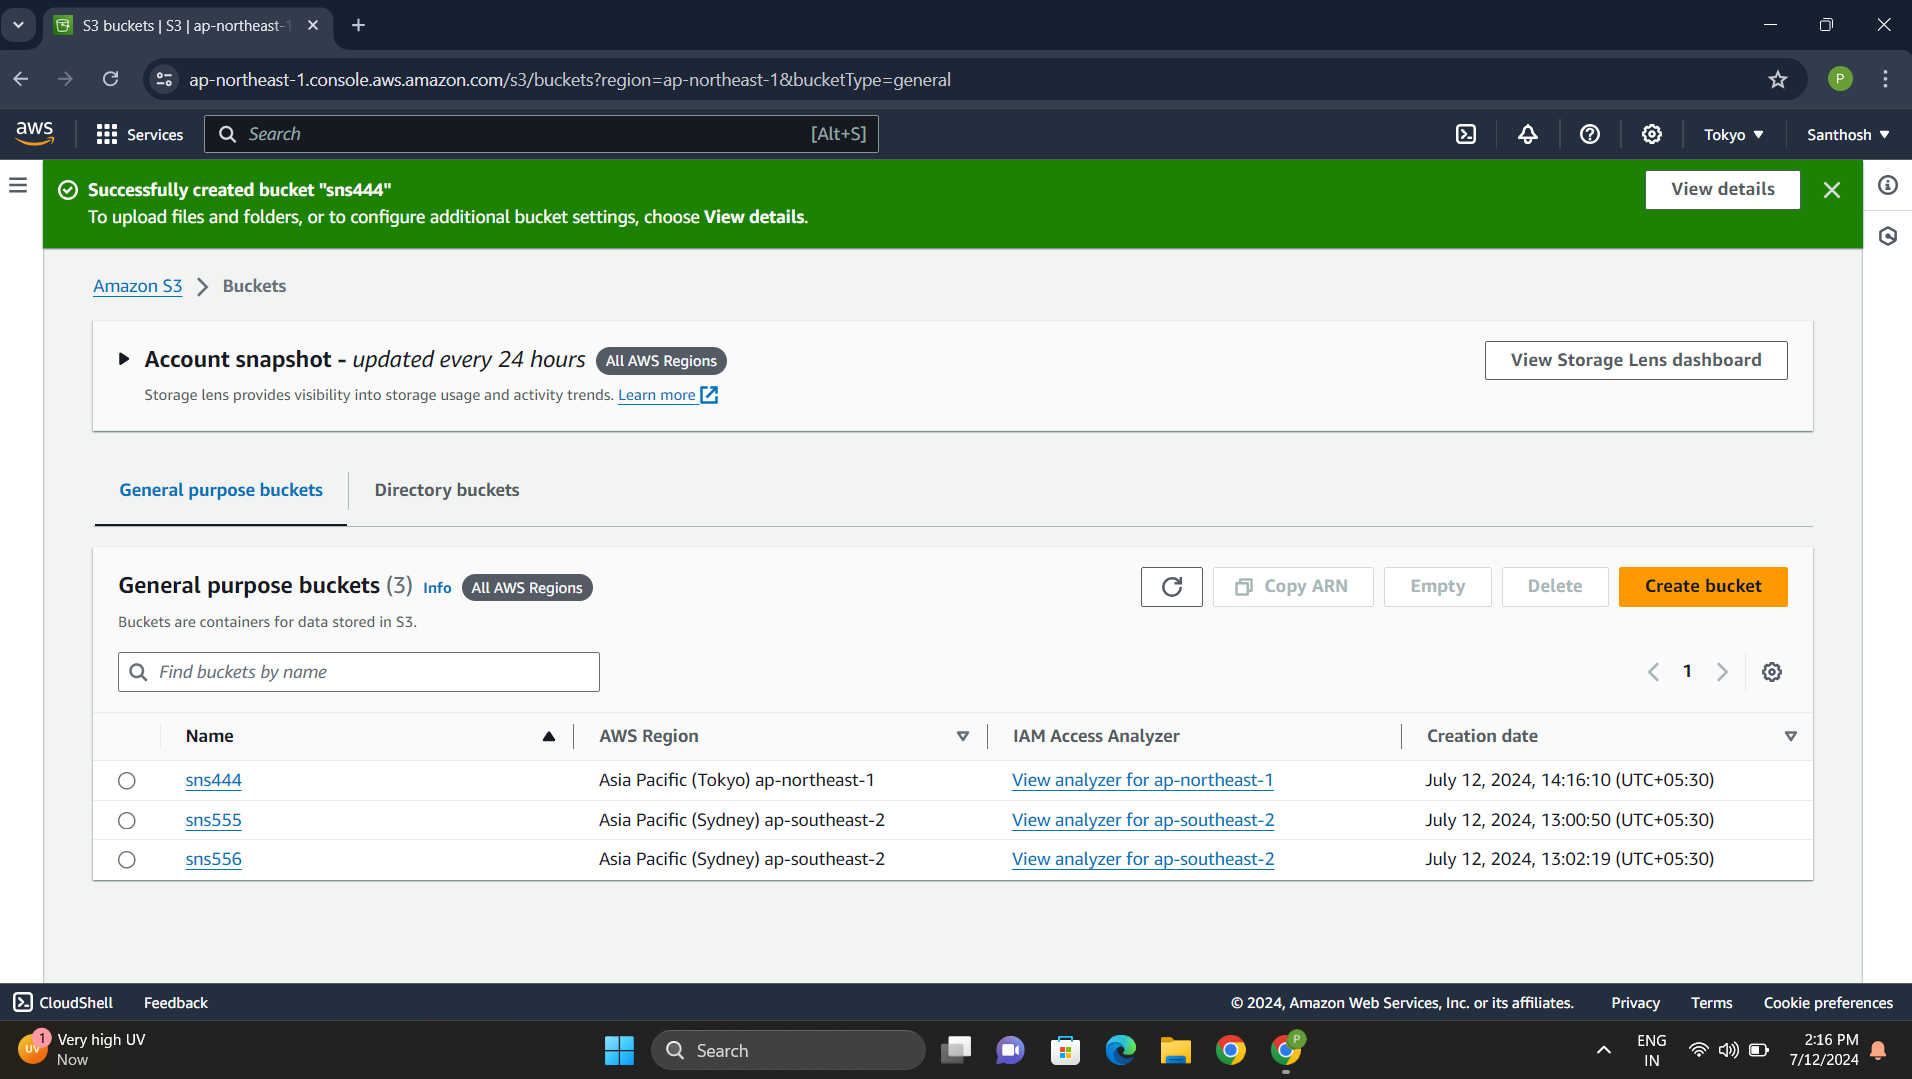 S3 buckets | S3 | ap-northeast-1
ap-northeast-1.console.aws.amazon.com/s3/buckets?region=ap-northeast-1&bucketType=general
P
aws
Services
Search
[Alt+S]
Tokyo
Santhosh
Successfully created bucket "sns444"
To upload files and folders, or to configure additional bucket settings, choose View details.
View details
Amazon S3
Buckets
Account snapshot - updated every 24 hours
All AWS Regions
View Storage Lens dashboard
Storage lens provides visibility into storage usage and activity trends. Learn more
General purpose buckets
Directory buckets
General purpose buckets (3)
Info
All AWS Regions
Copy ARN
Empty
Delete
Create bucket
Buckets are containers for data stored in S3.
Find buckets by name
1
Name
AWS Region
IAM Access Analyzer
Creation date
sns444
Asia Pacific (Tokyo) ap-northeast-1
View analyzer for ap-northeast-1
July 12, 2024, 14:16:10 (UTC+05:30)
sns555
Asia Pacific (Sydney) ap-southeast-2
View analyzer for ap-southeast-2
July 12, 2024, 13:00:50 (UTC+05:30)
sns556
Asia Pacific (Sydney) ap-southeast-2
View analyzer for ap-southeast-2
July 12, 2024, 13:02:19 (UTC+05:30)
CloudShell
Feedback
© 2024, Amazon Web Services, Inc. or its affiliates.
Privacy
Terms
Cookie preferences
UV
1
Very high UV
Now
Search
P
ENG
IN
2:16 PM
7/12/2024